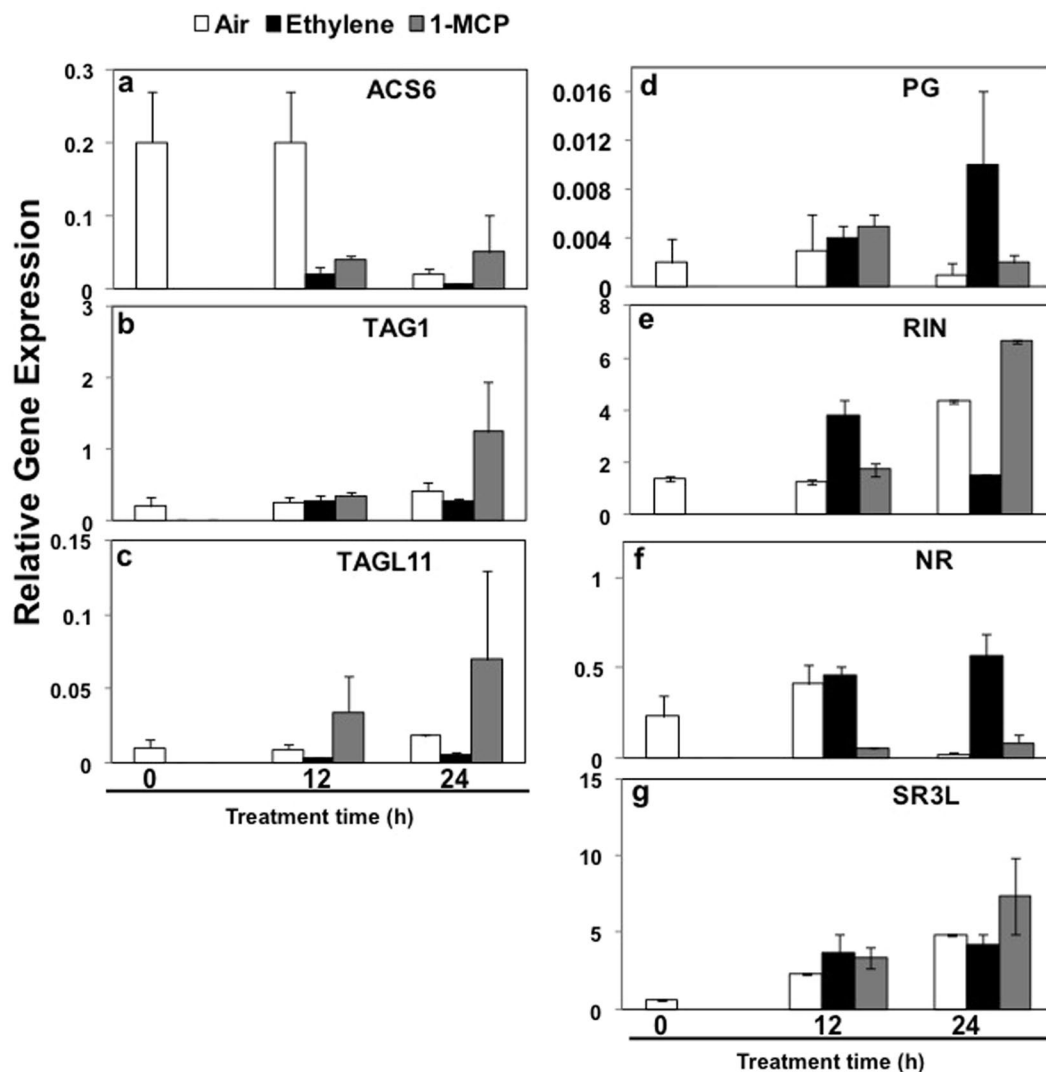 Air Ethylene 1-MCP
Relative Gene Expression
a ACS6
0.3
0.2
0.1
0
b TAG1
3
2
1
0
c TAGL11
0.15
0.1
0.05
0
0 12 24
Treatment time (h)
d PG
0.016
0.012
0.008
0.004
0
e RIN
8
6
4
2
0
f NR
1
0.5
0
g SR3L
15
10
5
0
0 12 24
Treatment time (h)